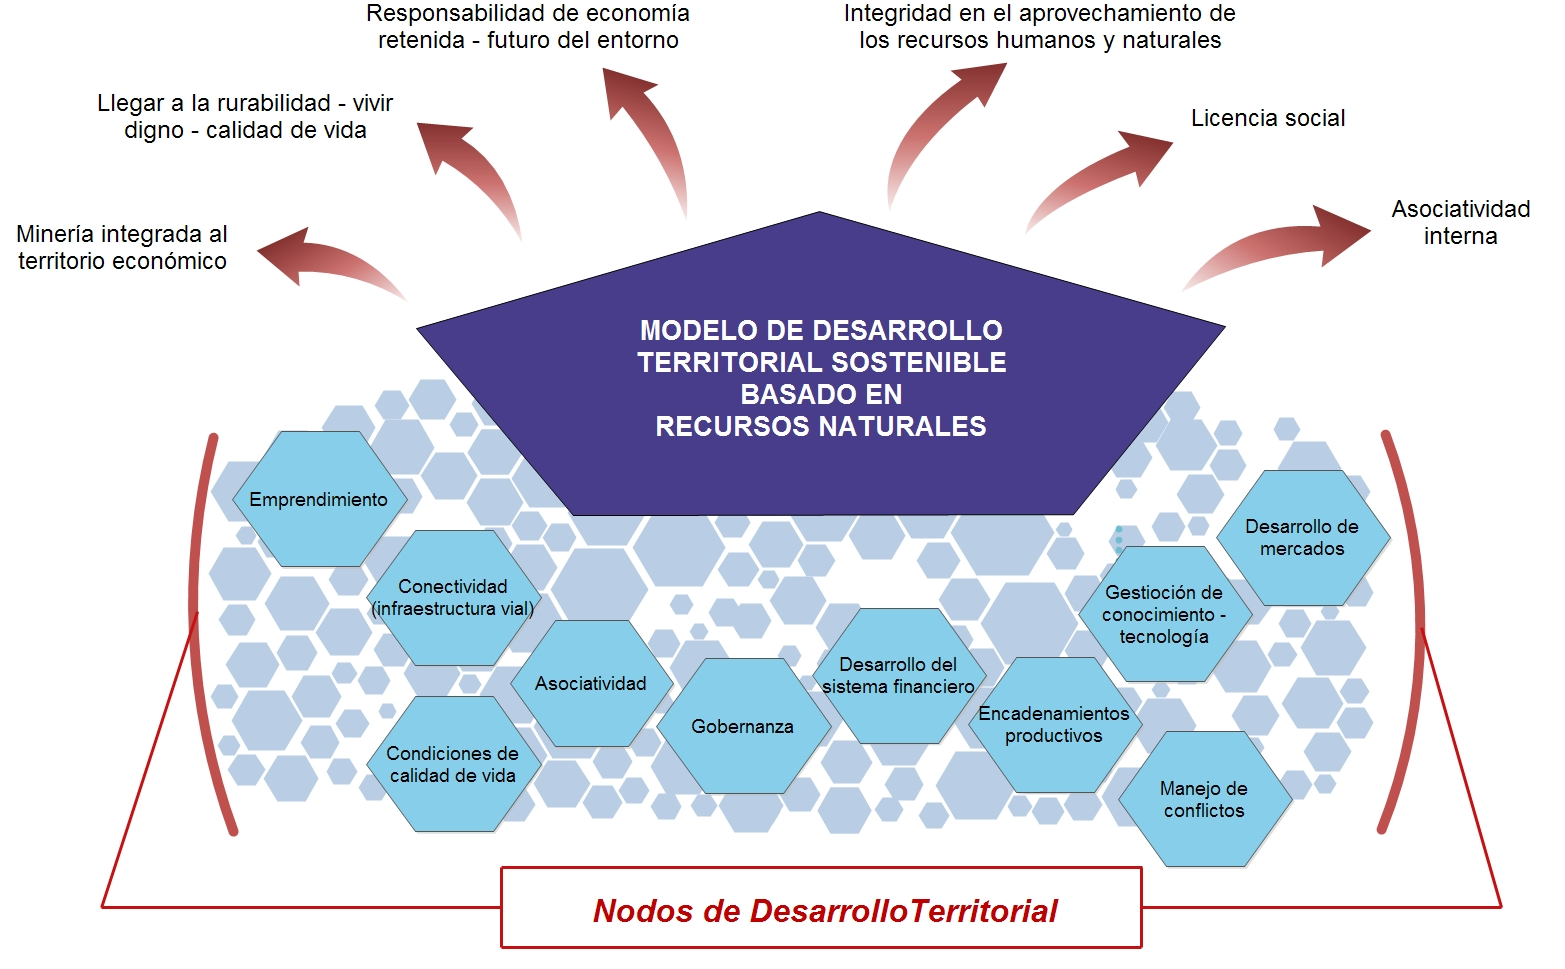 Responsabilidad de economía
retenida - futuro del entorno
Integridad en el aprovechamiento de
los recursos humanos y naturales
Llegar a la rurabilidad - vivir
digno - calidad de vida
Licencia social
Minería integrada al
territorio económico
Asociatividad
interna
MODELO DE DESARROLLO
TERRITORIAL SOSTENIBLE
BASADO EN
RECURSOS NATURALES
Emprendimiento
Conectividad
(infraestructura vial)
Condiciones de
calidad de vida
Asociatividad
Gobernanza
Desarrollo del
sistema financiero
Encadenamientos
productivos
Gestioción de
conocimiento -
tecnología
Desarrollo de
mercados
Manejo de
conflictos
Nodos de DesarrolloTerritorial